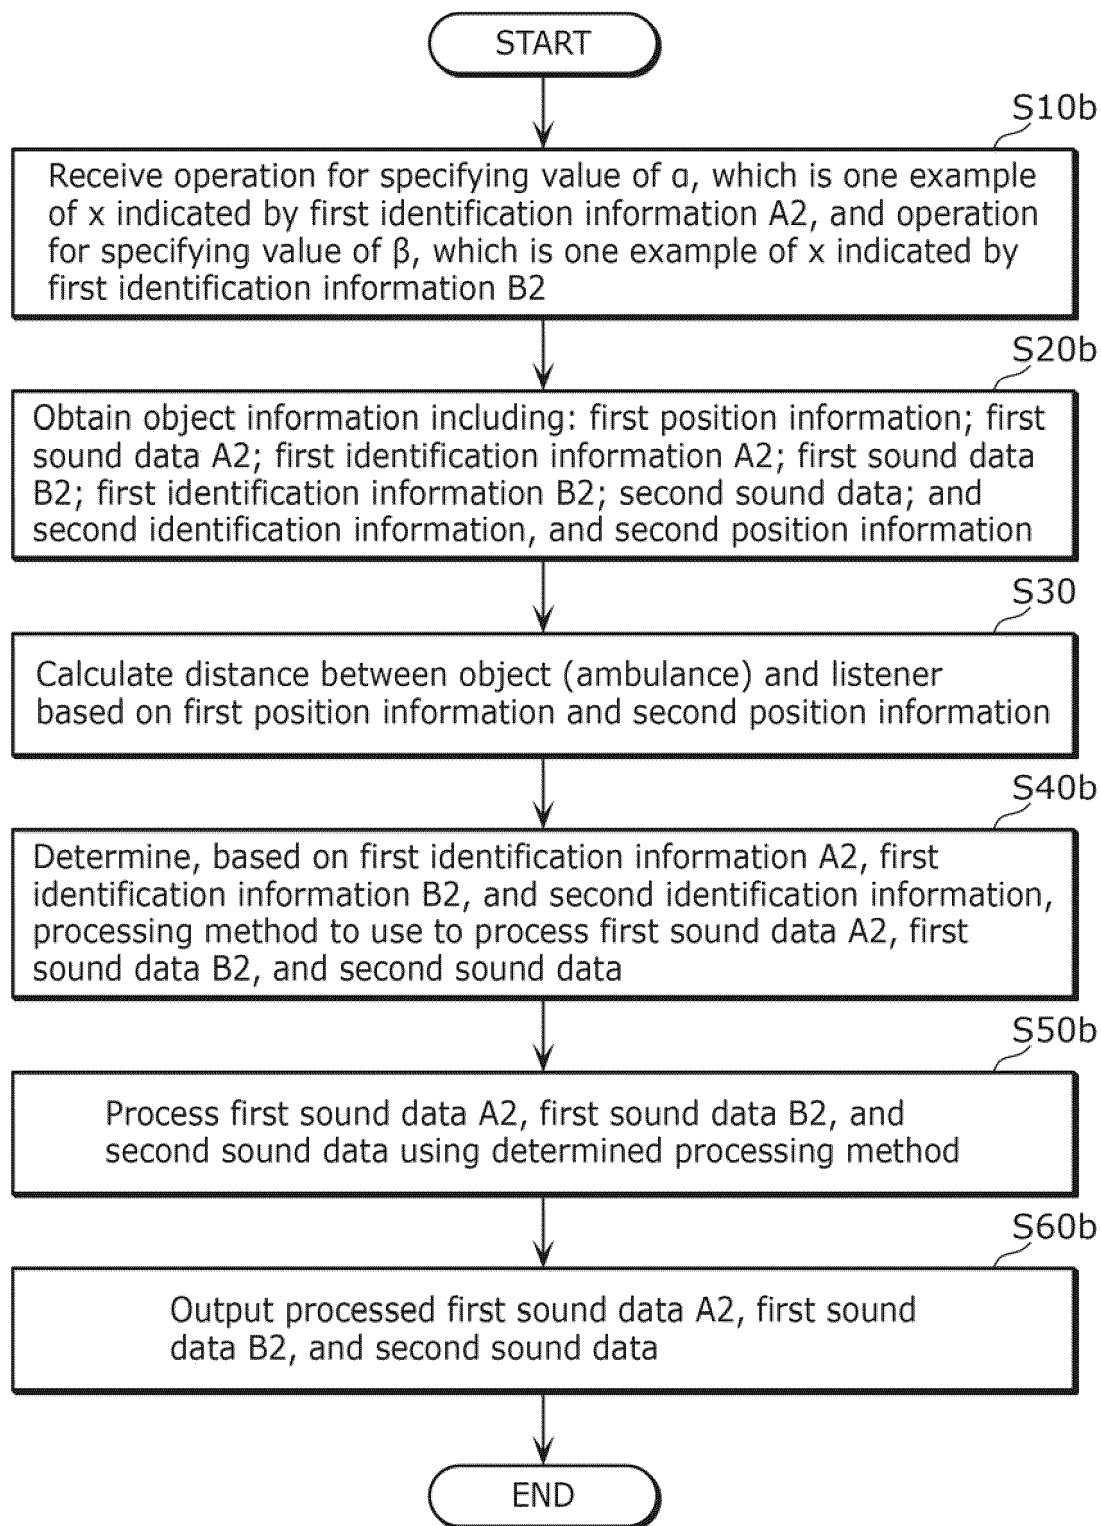 START
S10b
Receive operation for specifying value of α, which is one example
of x indicated by first identification information A2, and operation
for specifying value of β, which is one example of x indicated by
first identification information B2
S20b
Obtain object information including: first position information; first
sound data A2; first identification information A2; first sound data
B2; first identification information B2; second sound data; and
second identification information, and second position information
S30
Calculate distance between object (ambulance) and listener
based on first position information and second position information
S40b
Determine, based on first identification information A2, first
identification information B2, and second identification information,
processing method to use to process first sound data A2, first
sound data B2, and second sound data
S50b
Process first sound data A2, first sound data B2, and
second sound data using determined processing method
S60b
Output processed first sound data A2, first sound
data B2, and second sound data
END